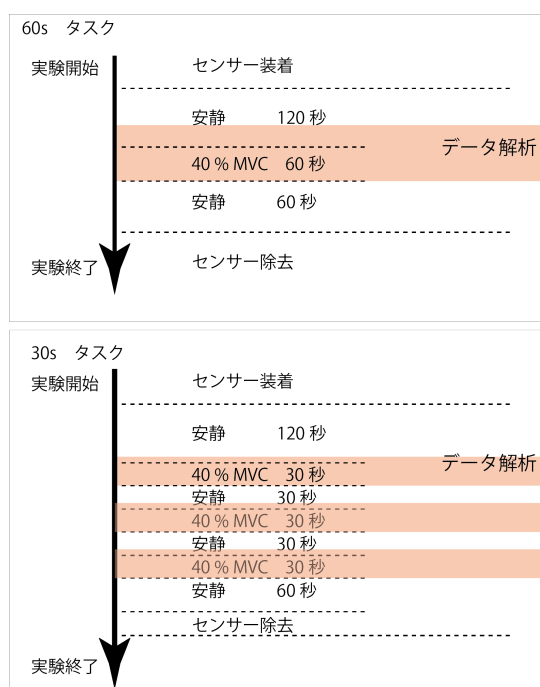 60s　タスク
実験開始　センサー装着
安静　120 秒
データ解析
40 % MVC　60 秒
安静　60 秒
実験終了　センサー除去
30s　タスク
実験開始　センサー装着
安静　120 秒
データ解析
40 % MVC　30 秒
安静　30 秒
40 % MVC　30 秒
安静　30 秒
40 % MVC　30 秒
安静　60 秒
センサー除去
実験終了